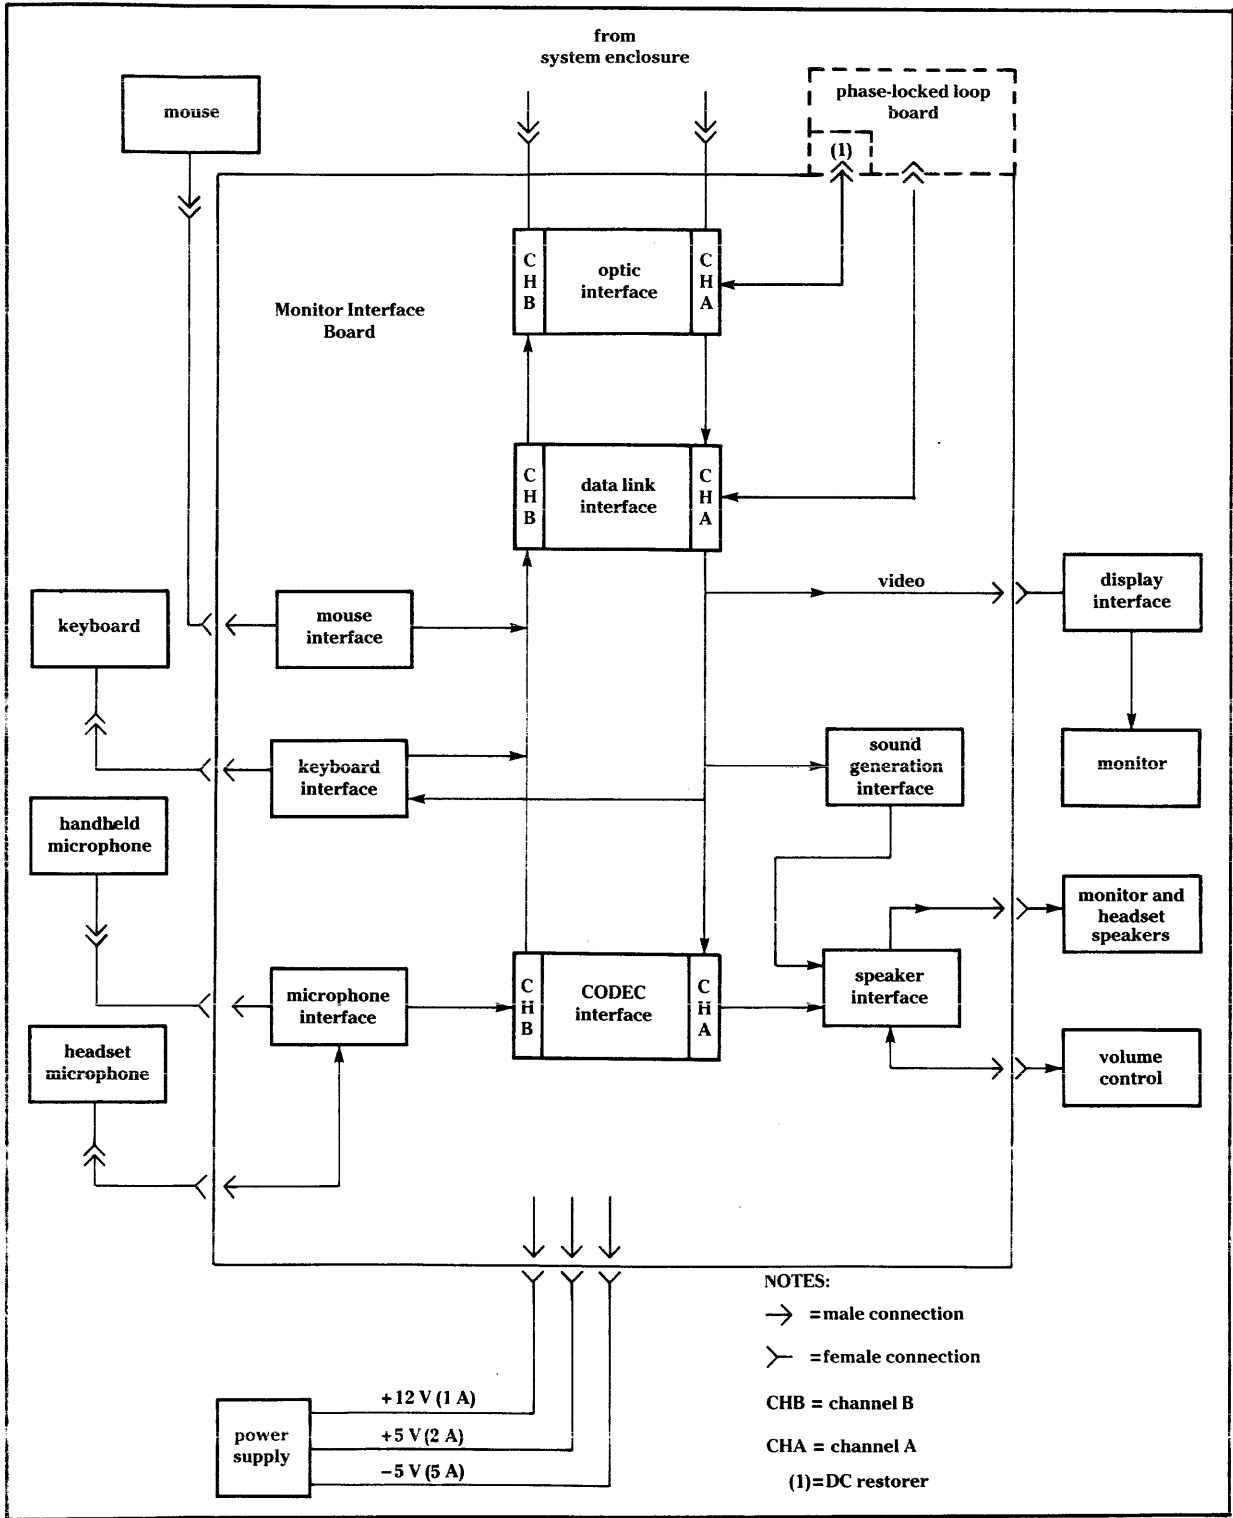 from
system enclosure
phase-locked loop
board
(1)
mouse
C
H
B
optic
interface
C
H
A
Monitor Interface
Board
C
H
B
data link
interface
C
H
A
video
display
interface
keyboard
mouse
interface
keyboard
interface
sound
generation
interface
monitor
handheld
microphone
monitor and
headset
speakers
microphone
interface
C
H
B
CODEC
interface
C
H
A
speaker
interface
headset
microphone
volume
control
NOTES:
=male connection
=female connection
CHB = channel B
CHA = channel A
(1)=DC restorer
power
supply
+12 V (1 A)
+5 V (2 A)
−5 V (5 A)